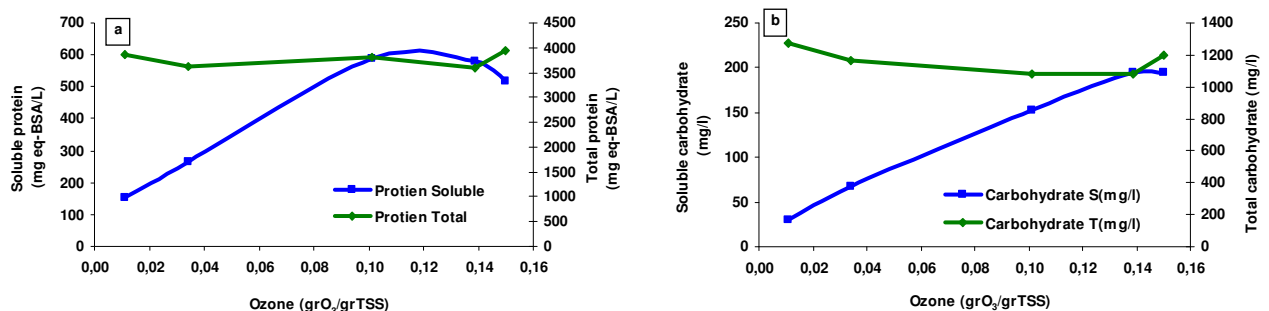 a
700
600
500
400
300
200
100
0
4500
4000
3500
3000
2500
2000
1500
1000
500
0
Soluble protein
(mg eq-BSA/L)
Total protein
(mg eq-BSA/L)
Protien Soluble
Protien Total
0,00 0,02 0,04 0,06 0,08 0,10 0,12 0,14 0,16
Ozone (grO3/grTSS)
b
250
200
150
100
50
0
1400
1200
1000
800
600
400
200
0
Soluble carbohydrate
(mg/l)
Total carbohydrate (mg/l)
Carbohydrate S(mg/l)
Carbohydrate T(mg/l)
0,00 0,02 0,04 0,06 0,08 0,10 0,12 0,14 0,16
Ozone (grO3/grTSS)